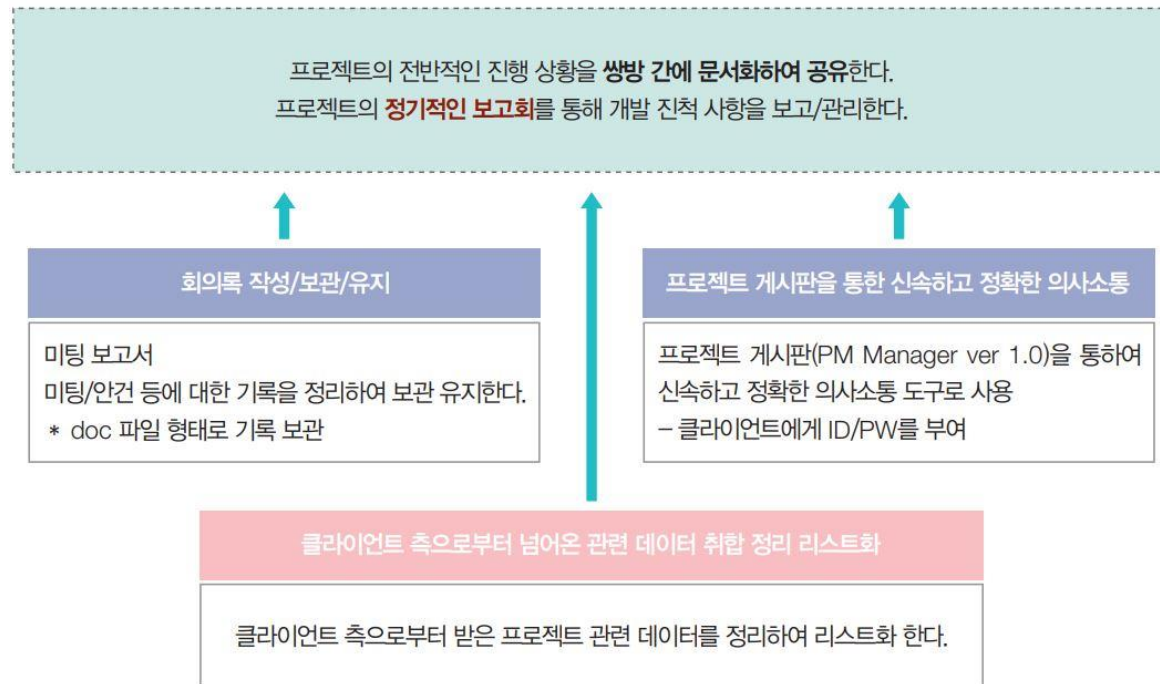 프로젝트의 전반적인 진행 상황을 쌍방 간에 문서화하여 공유한다.
프로젝트의 정기적인 보고회를 통해 개발 진척 사항을 보고/관리한다.
회의록 작성/보관/유지
미팅 보고서
미팅/안건 등에 대한 기록을 정리하여 보관 유지한다.
* doc 파일 형태로 기록 보관
프로젝트 게시판을 통한 신속하고 정확한 의사소통
프로젝트 게시판(PM Manager ver 1.0)을 통하여
신속하고 정확한 의사소통 도구로 사용
– 클라이언트에게 ID/PW를 부여
클라이언트 측으로부터 넘어온 관련 데이터 취합 정리 리스트화
클라이언트 측으로부터 받은 프로젝트 관련 데이터를 정리하여 리스트화 한다.